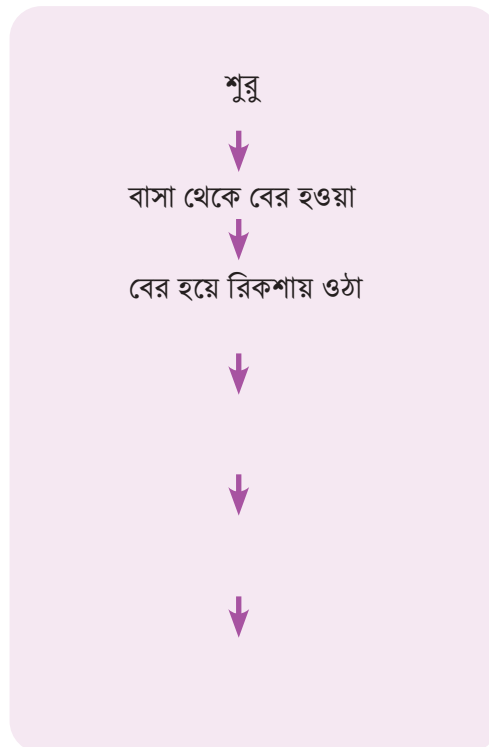 শুরু
বাসা থেকে বের হওয়া
বের হয়ে রিকশায় ওঠা